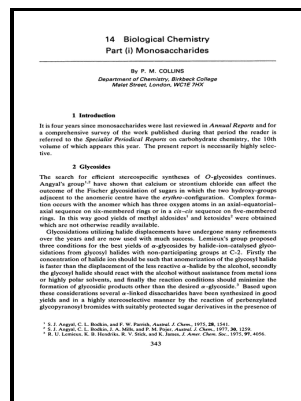 14 Biological Chemistry
Part (i) Monosaccharides
By P. M. COLLINS
Department of Chemistry, Birkbeck College
Malet Street, London, WC1E 7HX
1 Introduction
It is four years since monosaccharides were last reviewed in Annual Reports and for
a comprehensive survey of the work published during that period the reader is
referred to the Specialist Periodical Reports on carbohydrate chemistry, the 10th
volume of which appears this year. The present report is necessarily highly selec-
tive.
2 Glycosides
The search for efficient stereospecific syntheses of O-glycosides continues.
Angyal's group¹,² have shown that calcium or strontium chloride can affect the
outcome of the Fischer glycosidation of sugars in which the two hydroxy-groups
adjacent to the anomeric centre have the erythro-configuration. Complex forma-
tion occurs with the anomer which has three oxygen atoms in an axial–equatorial–
axial sequence on six-membered rings or in a cis–cis sequence on five-membered
rings. In this way good yields of methyl aldosides¹ and ketosides² were obtained
which are not otherwise readily available.
Glycosidations utilizing halide displacements have undergone many refinements
over the years and are now used with much success. Lemieux's group proposed
three conditions for the best yields of α-glycosides by halide-ion-catalysed glyco-
sidations from glycosyl halides with non-participating groups at C-2. Firstly the
concentration of halide ion should be such that anomerization of the glycosyl halide
is faster than the displacement of the less reactive α-halide by the alcohol, secondly
the glycosyl halide should react with the alcohol without assistance from metal ions
or highly polar solvents, and finally the reaction conditions should minimize the
formation of glycosidic products other than the desired α-glycoside.³ Based upon
these considerations several α-linked disaccharides have been synthesized in good
yields and in a highly stereoselective manner by the reaction of perbenzylated
glycopyranosyl bromides with suitably protected sugar derivatives in the presence of
¹ S. J. Angyal, C. L. Bodkin, and F. W. Parrish, Austral. J. Chem., 1975, 28, 1541.
² S. J. Angyal, C. L. Bodkin, J. A. Mills, and P. M. Pojer, Austral. J. Chem., 1977, 30, 1259.
³ R. U. Lemieux, K. B. Hendriks, R. V. Stick, and K. James, J. Amer. Chem. Soc., 1975, 97, 4056.
343